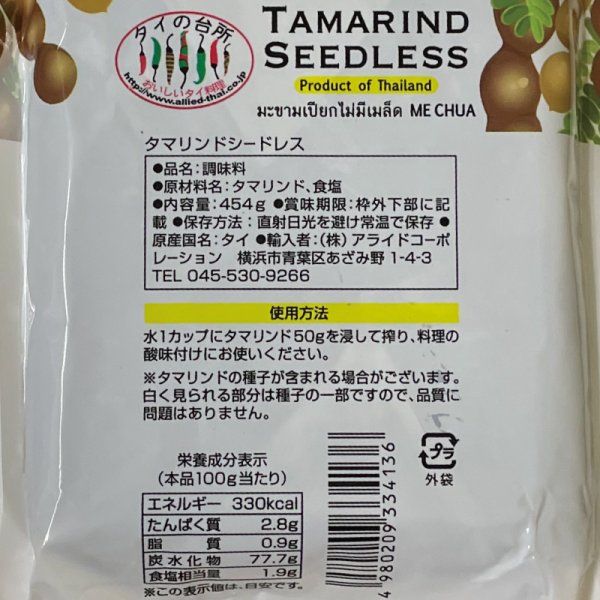 タイの台所
おいしいタイ料理
http://www.allied-thai.co.jp
TAMARIND
SEEDLESS
Product of Thailand
มะขามเปียกไม่มีเมล็ด ME CHUA
タマリンドシードレス
●品名：調味料
●原材料名：タマリンド、食塩
●内容量：454g ●賞味期限：枠外下部に記
載 ●保存方法：直射日光を避け常温で保存 ●
原産国名：タイ ●輸入者：(株)アライドコーポ
レーション 横浜市青葉区あざみ野 1-4-3
TEL 045-530-9266
使用方法
水1カップにタマリンド50gを浸して搾り、料理の
酸味付けにお使いください。
※タマリンドの種子が含まれる場合がございます。
白く見られる部分は種子の一部ですので、品質に
問題はありません。
栄養成分表示
(本品100g当たり)
エネルギー 330kcal
たんぱく質 2.8g
脂質 0.9g
炭水化物 77.7g
食塩相当量 1.9g
※この表示値は、目安です。
4 980209 334136
プラ
外袋